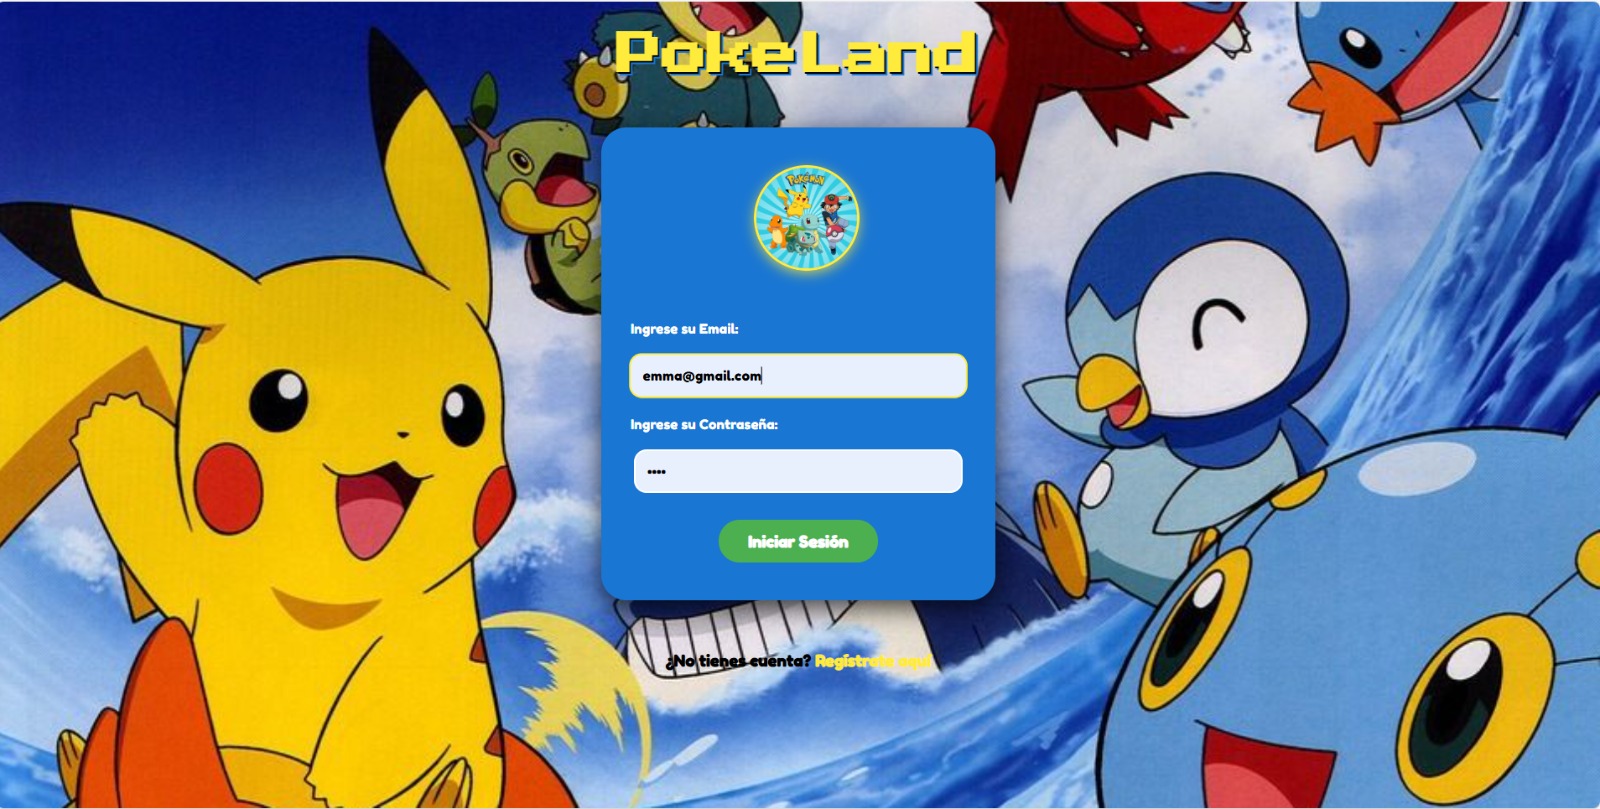 PokeLand
POKéMON
Ingrese su Email:
emma@gmail.com
Ingrese su Contraseña:
••••
Iniciar Sesión
¿No tienes cuenta? Regístrate aquí